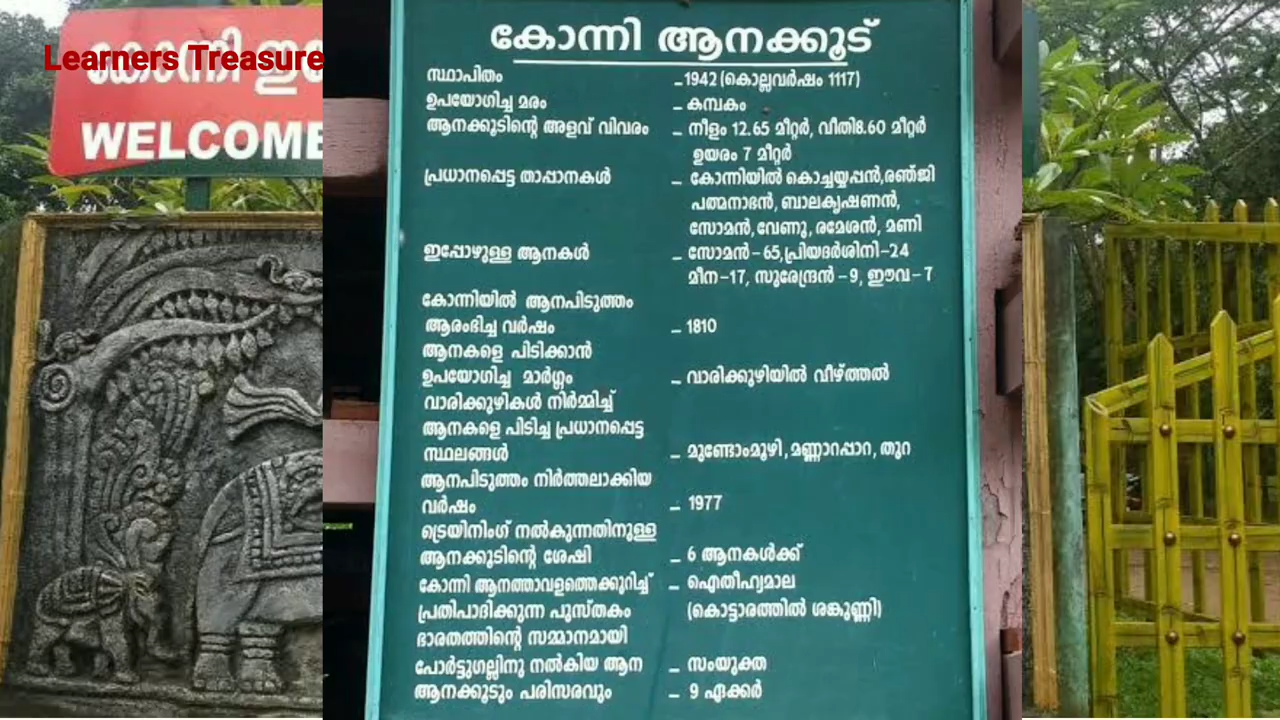 Learners Treasure
കോന്നി ഇ
WELCOME
കോന്നി ആനക്കൂട്
സ്ഥാപിതം – 1942 (കൊല്ലവർഷം 1117)
ഉപയോഗിച്ച മരം – കമ്പകം
ആനക്കൂടിന്റെ അളവ് വിവരം – നീളം 12.65 മീറ്റർ, വീതി8.60 മീറ്റർ
ഉയരം 7 മീറ്റർ
പ്രധാനപ്പെട്ട താപ്പാനകൾ – കോന്നിയിൽ കൊച്ചയ്യപ്പൻ,രഞ്ജി
പത്മനാഭൻ, ബാലകൃഷണൻ,
സോമൻ,വേണു, രമേശൻ, മണി
ഇപ്പോഴുള്ള ആനകൾ – സോമൻ –65,പ്രിയദർശിനി–24
മീന–17, സുരേന്ദ്രൻ –9, ഈവ–7
കോന്നിയിൽ ആനപിടുത്തം
ആരംഭിച്ച വർഷം – 1810
ആനകളെ പിടിക്കാൻ
ഉപയോഗിച്ച മാർഗ്ഗം – വാരിക്കുഴിയിൽ വീഴ്ത്തൽ
വാരിക്കുഴികൾ നിർമ്മിച്ച്
ആനകളെ പിടിച്ച പ്രധാനപ്പെട്ട
സ്ഥലങ്ങൾ – മുണ്ടോംമൂഴി,മണ്ണാറപ്പാറ, തൂറ
ആനപിടുത്തം നിർത്തലാക്കിയ
വർഷം – 1977
ട്രെയിനിംഗ് നൽകുന്നതിനുള്ള
ആനക്കൂടിന്റെ ശേഷി – 6 ആനകൾക്ക്
കോന്നി ആനത്താവളത്തെക്കുറിച്ച് – ഐതീഹ്യമാല
പ്രതിപാദിക്കുന്ന പുസ്തകം (കൊട്ടാരത്തിൽ ശങ്കുണ്ണി)
ഭാരതത്തിന്റെ സമ്മാനമായി
പോർട്ടുഗല്ലിനു നൽകിയ ആന – സംയുക്ത
ആനക്കൂടും പരിസരവും – 9 ഏക്കർ